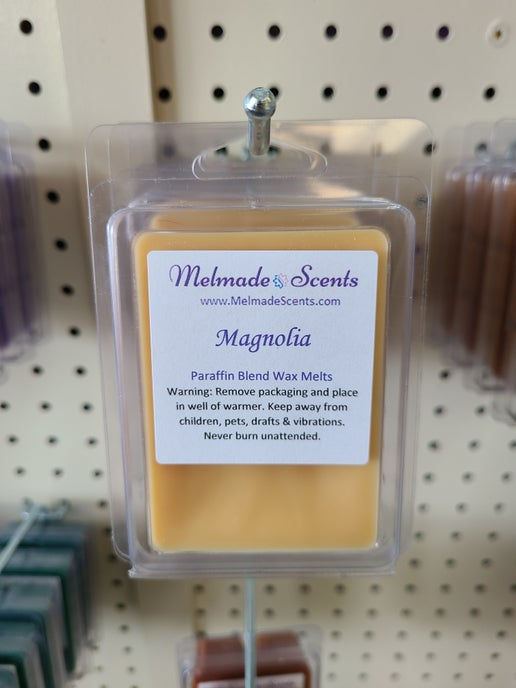 Melmade Scents
www.MelmadeScents.com
Magnolia
Paraffin Blend Wax Melts
Warning: Remove packaging and place
in well of warmer. Keep away from
children, pets, drafts & vibrations.
Never burn unattended.